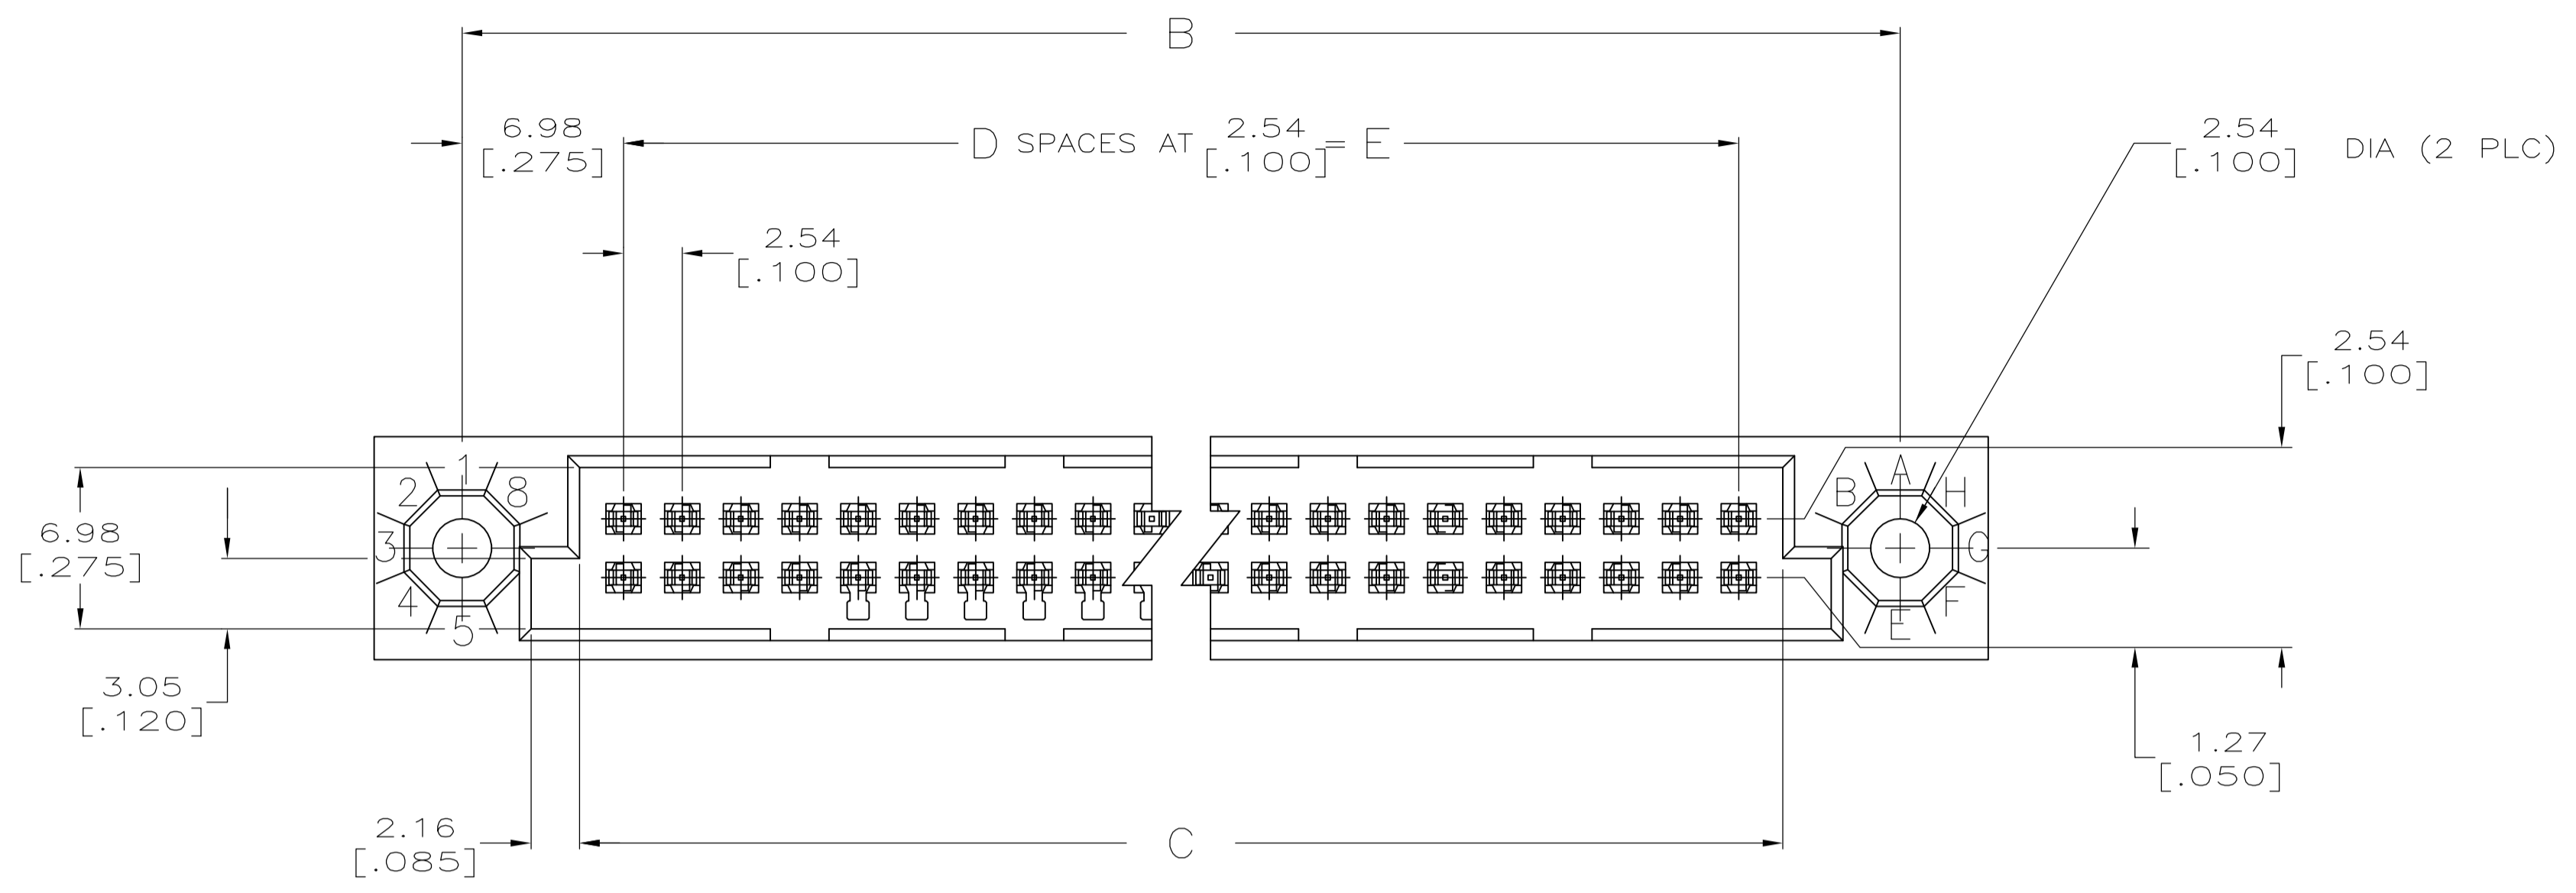 B
6.98
[.275]
D SPACES AT 2.54 [.100] = E
2.54
[.100]
DIA (2 PLC)
2.54
[.100]
2.54
[.100]
1
2
8
3
4
5
A
B
H
G
F
E
6.98
[.275]
3.05
[.120]
1.27
[.050]
2.16
[.085]
C